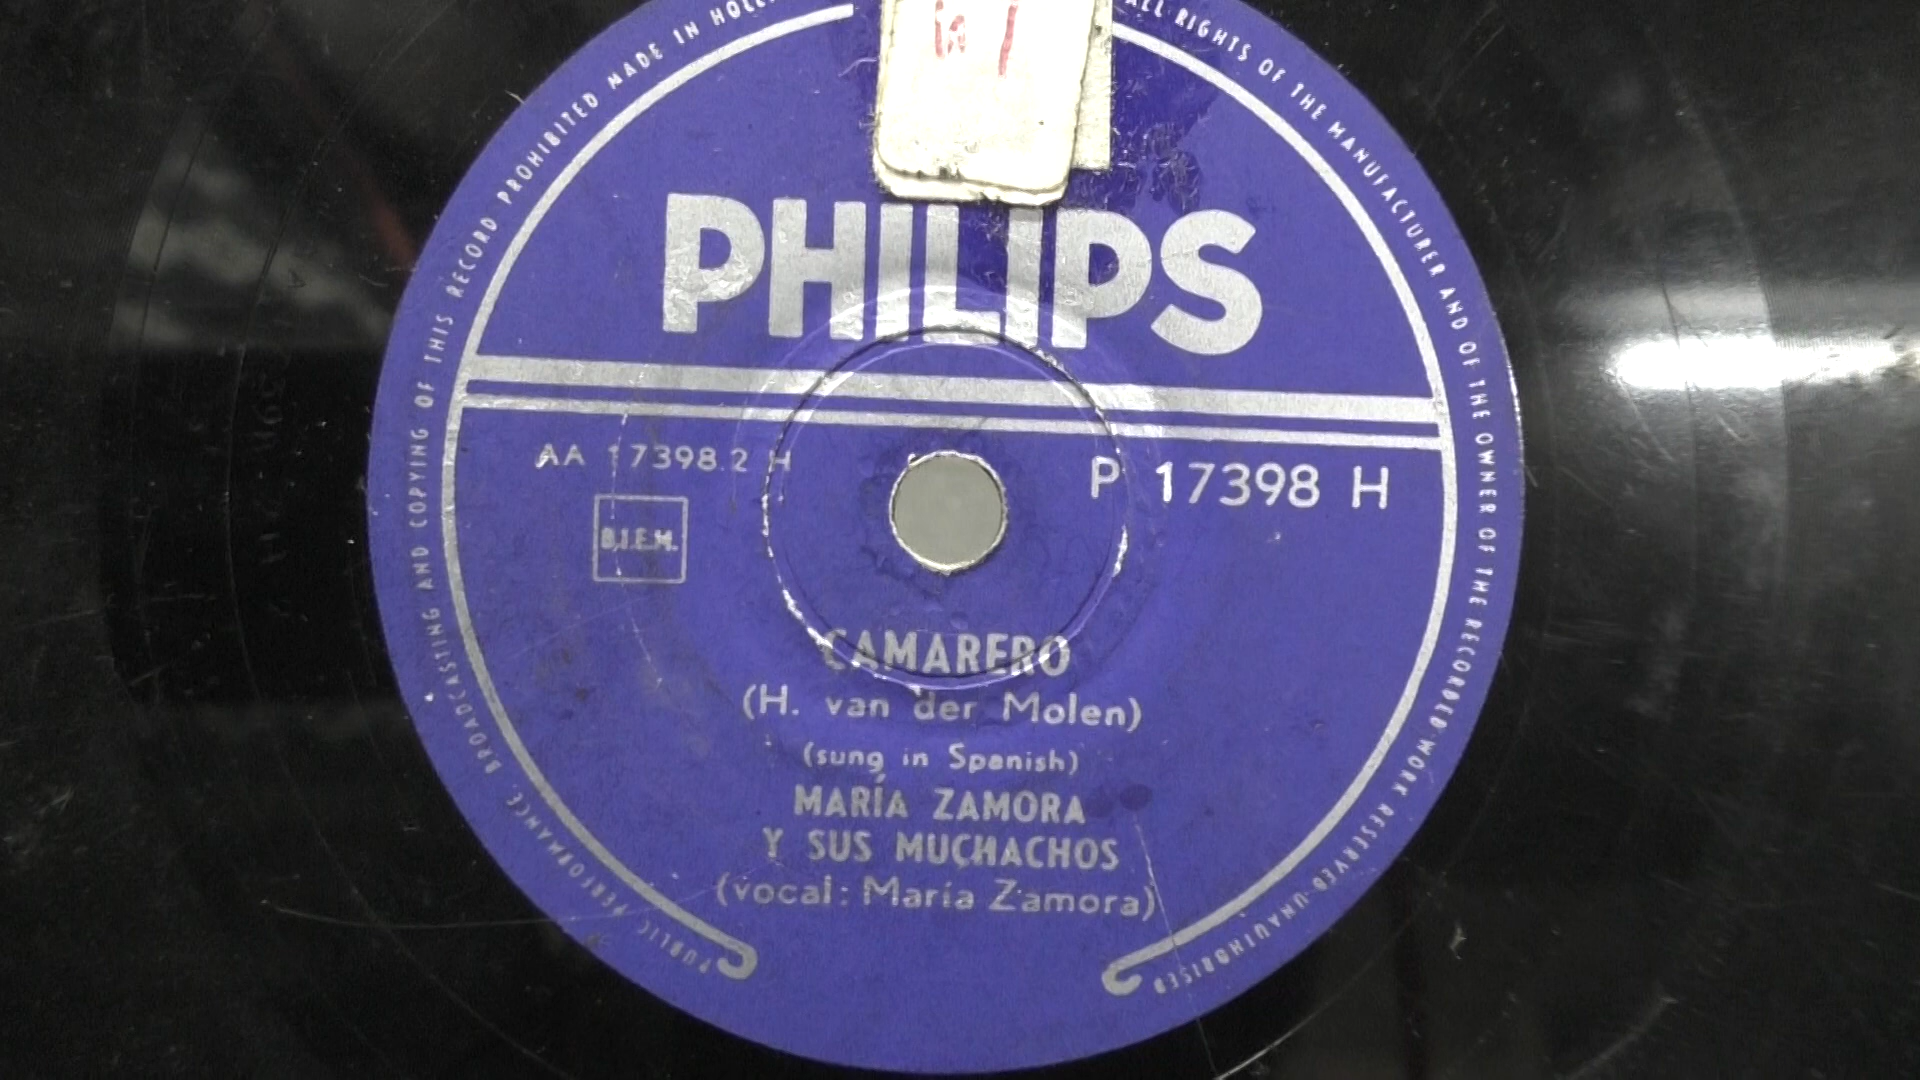 MADE IN
ALL RIGHTS OF THE MANUFACTURER AND OF THE OWNER OF THE RECORDED WORK RESERVED·UNAUTHORISED
PUBLIC PERFORMANCE, BROADCASTING AND COPYING OF THIS RECORD PROHIBITED
PHILIPS
AA 17398.2 H
P 17398 H
B.I.E.M.
CAMARERO
(H. van der Molen)
(sung in Spanish)
MARÍA ZAMORA
Y SUS MUCHACHOS
(vocal: María Zamora)